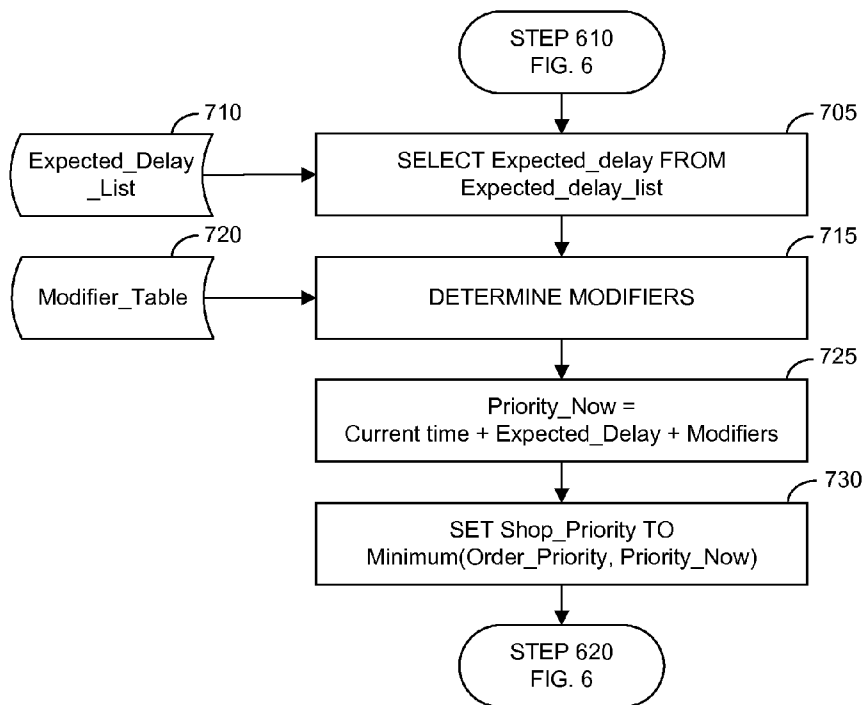 STEP 610
FIG. 6
705
710
SELECT Expected_delay FROM
Expected_delay_list
Expected_Delay
_List
715
720
DETERMINE MODIFIERS
Modifier_Table
725
Priority_Now =
Current time + Expected_Delay + Modifiers
730
SET Shop_Priority TO
Minimum(Order_Priority, Priority_Now)
STEP 620
FIG. 6